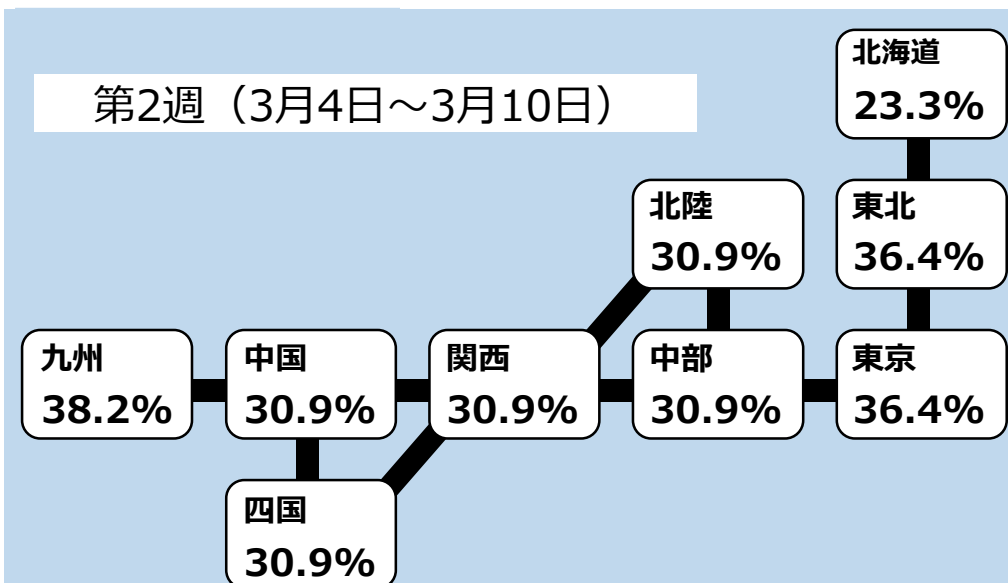 第2週（3月4日～3月10日）
北海道
23.3%
北陸
30.9%
東北
36.4%
九州
38.2%
中国
30.9%
関西
30.9%
中部
30.9%
東京
36.4%
四国
30.9%